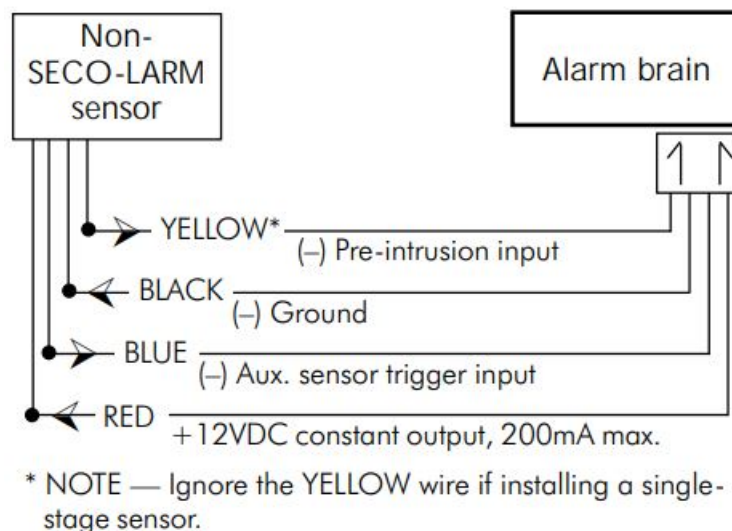 Non-
SECO-LARM
sensor
Alarm brain
YELLOW*
(–) Pre-intrusion input
BLACK
(–) Ground
BLUE
(–) Aux. sensor trigger input
RED
+12VDC constant output, 200mA max.
* NOTE — Ignore the YELLOW wire if installing a single-
stage sensor.